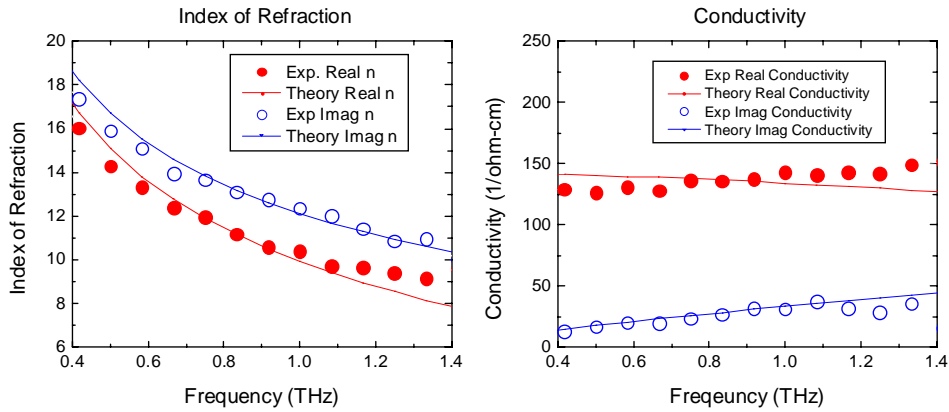 Index of Refraction
Index of Refraction
18
16
14
12
10
8
6
0.4
0.6
0.8
1.0
1.2
1.4
Frequency (THz)
Exp. Real n
Theory Real n
Exp Imag n
Theory Imag n
Conductivity
Conductivity (1/ohm-cm)
250
200
150
100
50
0
0.4
0.6
0.8
1.0
1.2
1.4
Freqeuncy (THz)
Exp Real Conductivity
Theory Real Conductivity
Exp Imag Conductivity
Theory Imag Conductivity